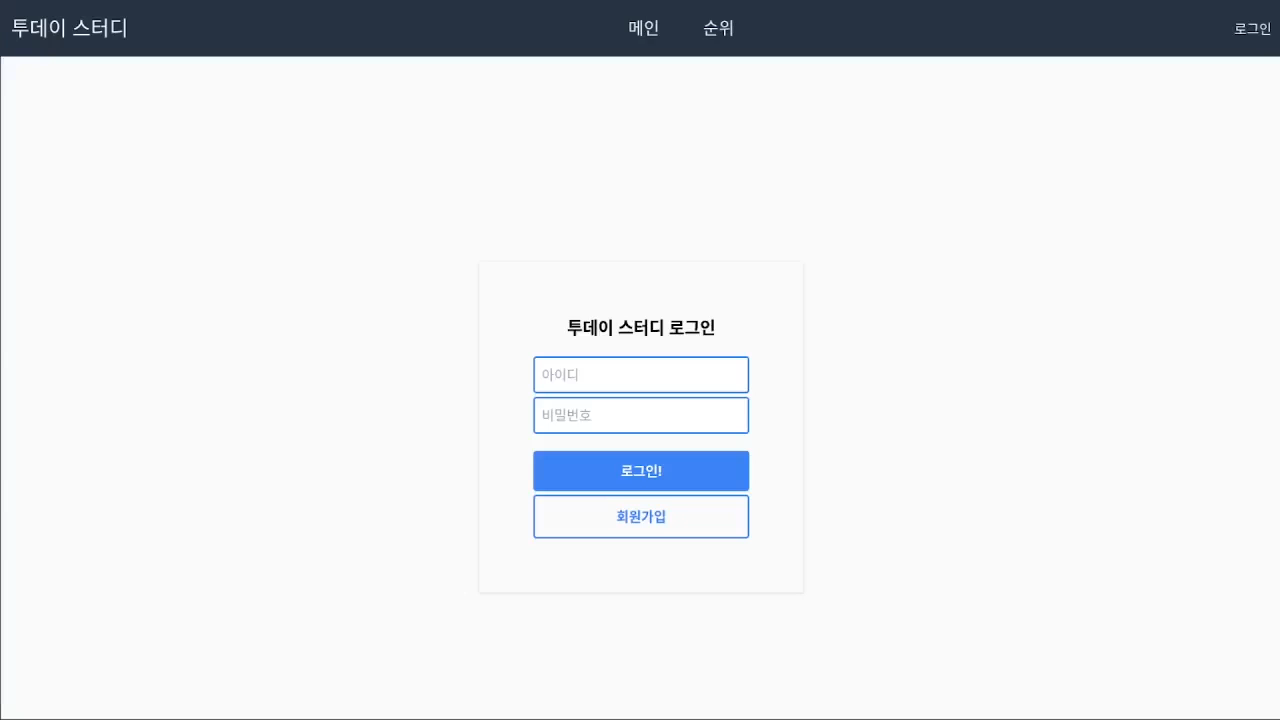 투데이 스터디 메인 순위 로그인
투데이 스터디 로그인
아이디
비밀번호
로그인!
회원가입